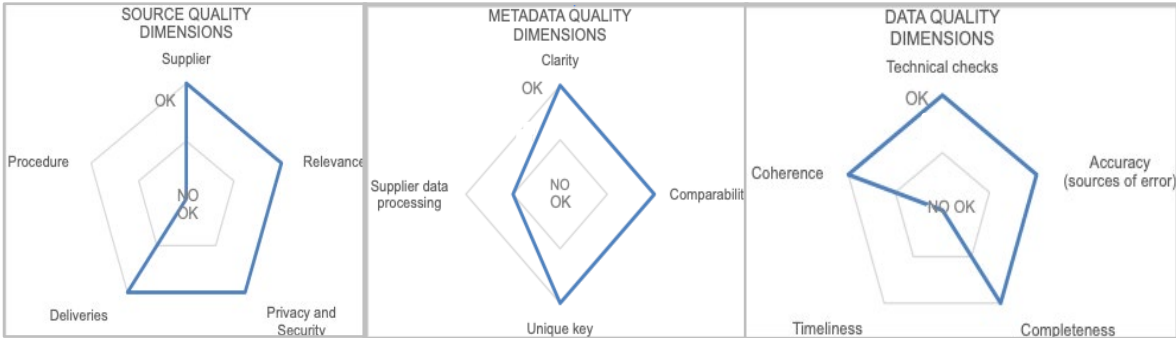 SOURCE QUALITY
DIMENSIONS
Supplier
OK
Procedure
Relevance
NO
OK
Deliveries
Privacy and
Security
METADATA QUALITY
DIMENSIONS
Clarity
OK
Supplier data
processing
NO
OK
Comparabilit
Unique key
DATA QUALITY
DIMENSIONS
Technical checks
OK
Coherence
Accuracy
(sources of error)
NO OK
Timeliness
Completeness